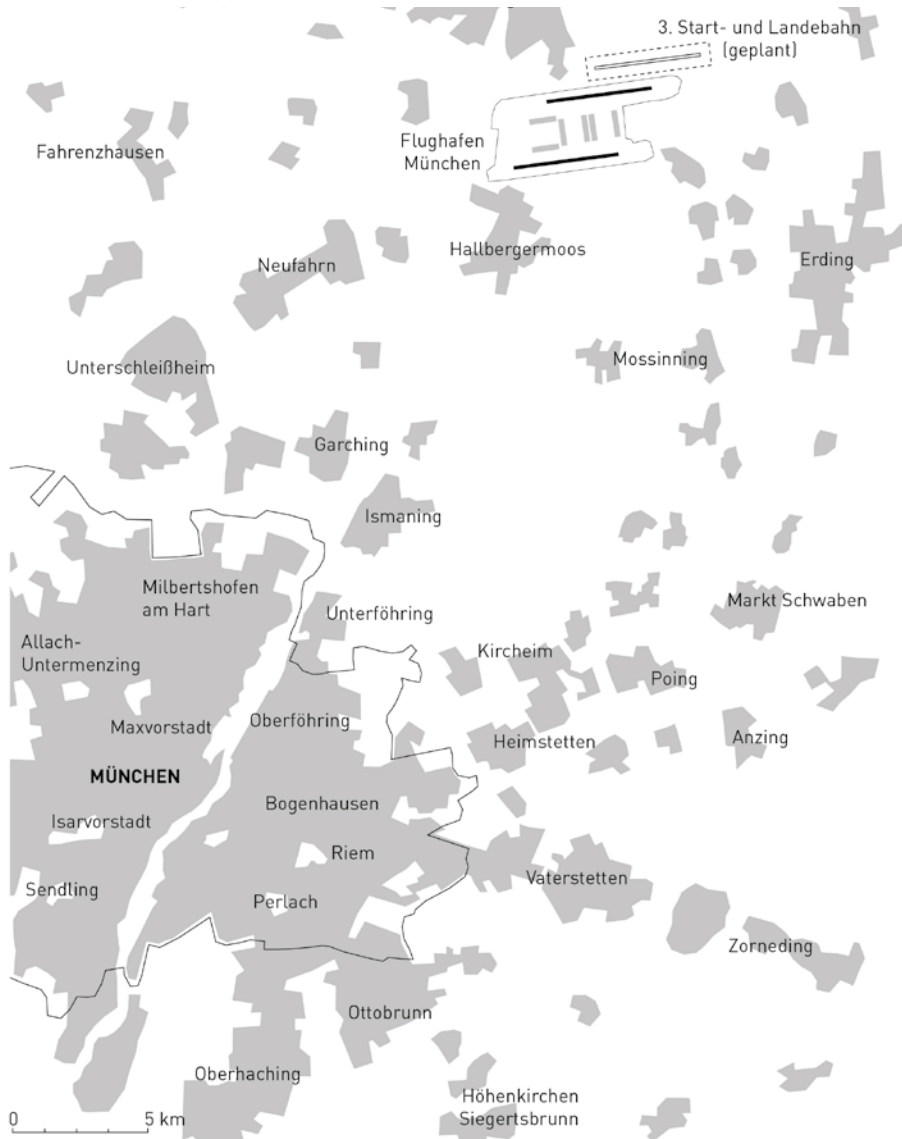 3. Start- und Landebahn
(geplant)
Flughafen
München
Fahrenzhausen
Hallbergermoos
Neufahrn
Erding
Unterschleißheim
Mossinning
Garching
Ismaning
Milbertshofen
am Hart
Markt Schwaben
Unterföhring
Allach-
Untermenzing
Kircheim
Poing
Oberföhring
Maxvorstadt
Heimstetten
Anzing
MÜNCHEN
Bogenhausen
Isarvorstadt
Riem
Vaterstetten
Sendling
Perlach
Zorneding
Ottobrunn
Oberhaching
Höhenkirchen
Siegertsbrunn
0 5 km